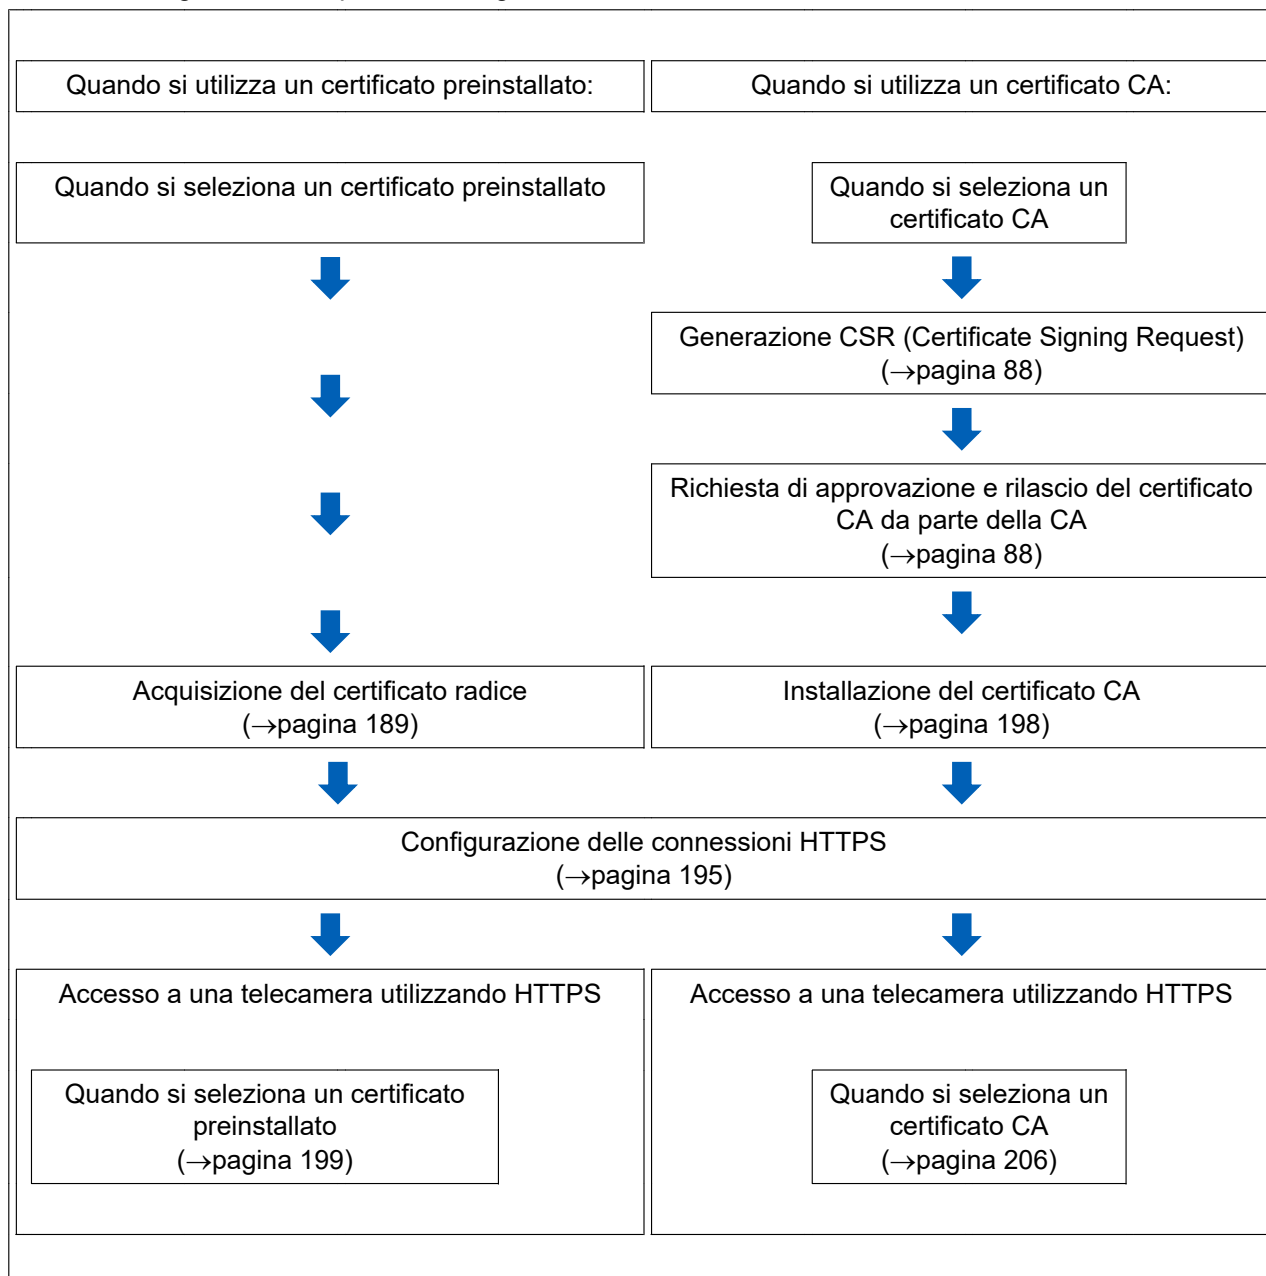 Quando si utilizza un certificato preinstallato:
Quando si utilizza un certificato CA:
Quando si seleziona un certificato preinstallato
Quando si seleziona un
certificato CA
Generazione CSR (Certificate Signing Request)
(→pagina 88)
Richiesta di approvazione e rilascio del certificato
CA da parte della CA
(→pagina 88)
Acquisizione del certificato radice
(→pagina 189)
Installazione del certificato CA
(→pagina 198)
Configurazione delle connessioni HTTPS
(→pagina 195)
Accesso a una telecamera utilizzando HTTPS
Quando si seleziona un certificato
preinstallato
(→pagina 199)
Accesso a una telecamera utilizzando HTTPS
Quando si seleziona un
certificato CA
(→pagina 206)